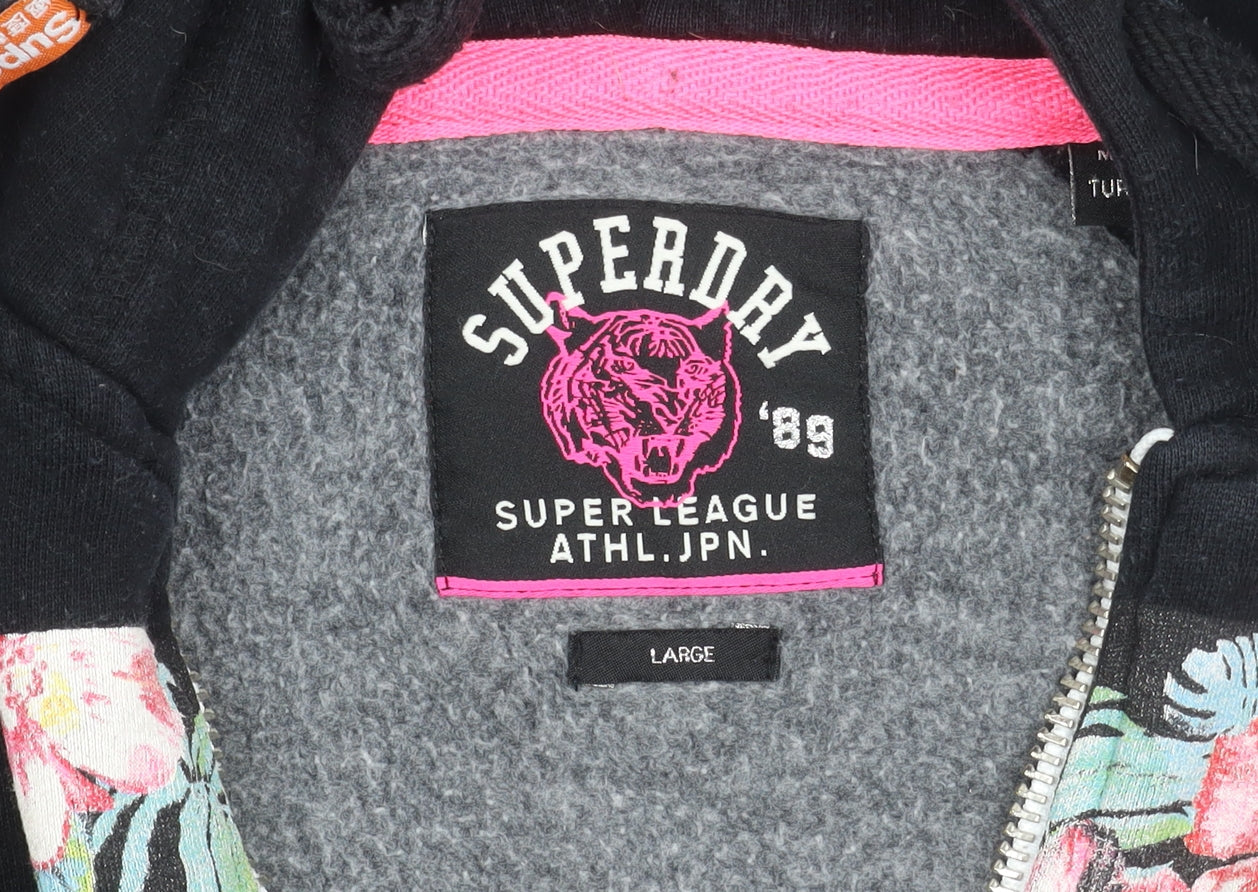 SUPERDRY
'89
SUPER LEAGUE
ATHL.JPN.
LARGE